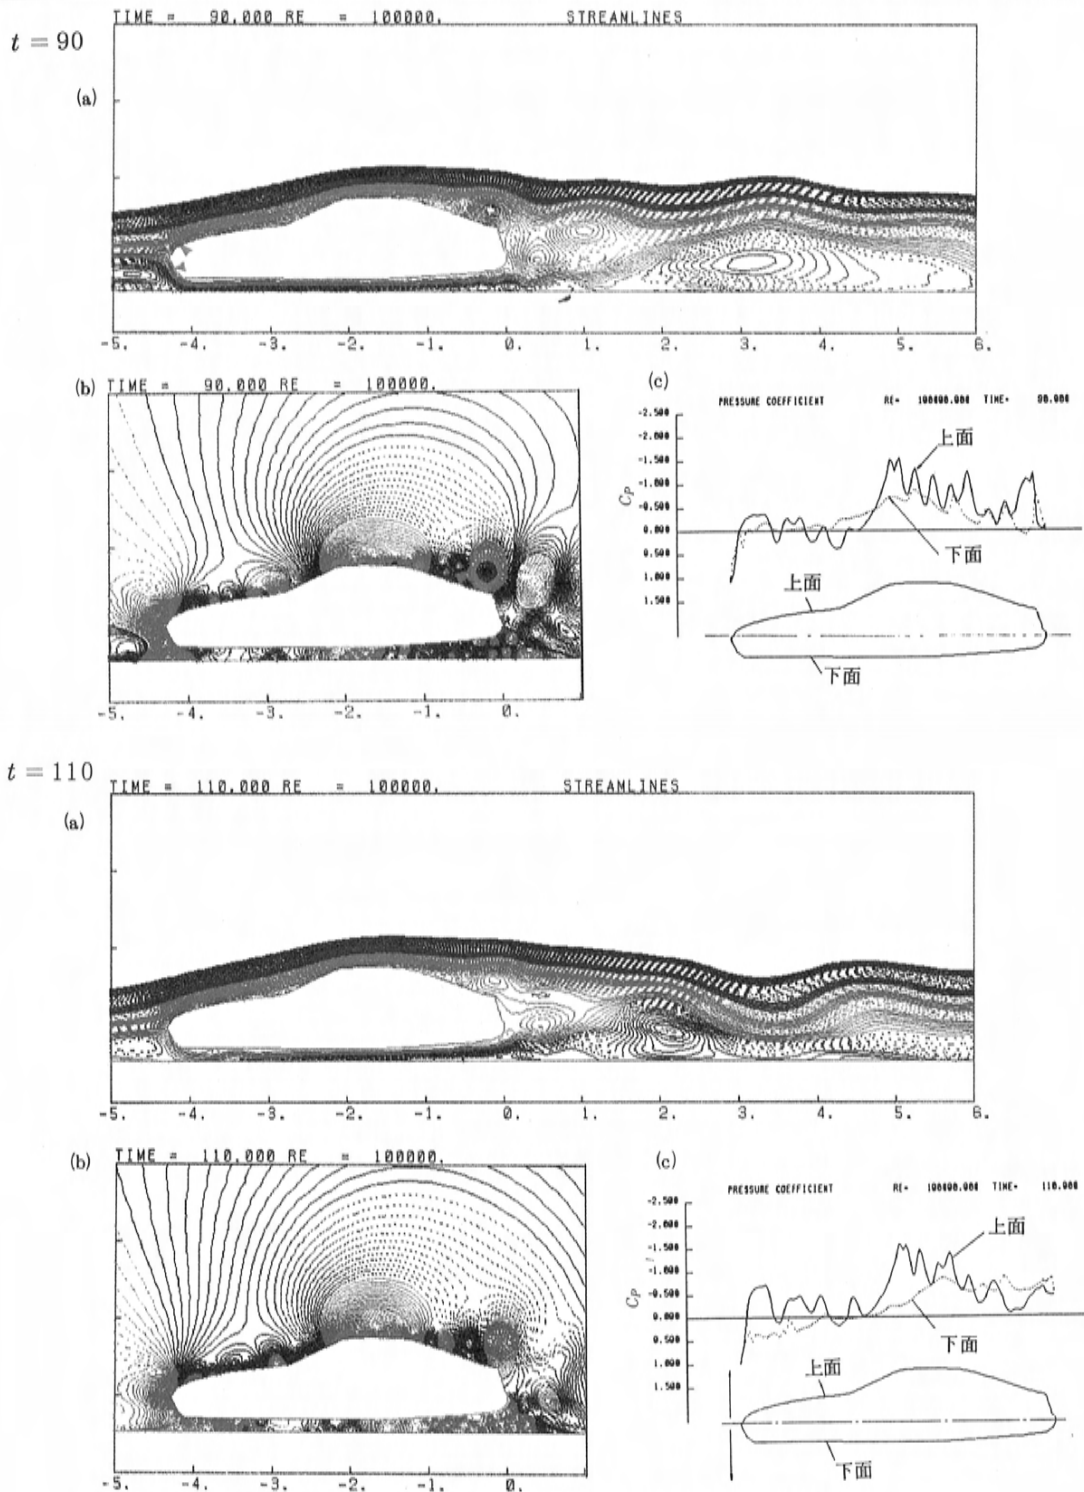 t = 90
TIME = 90.000 RE = 100000. STREAMLINES
(a)
-5. -4. -3. -2. -1. 0. 1. 2. 3. 4. 5. 6.
(b) TIME = 90.000 RE = 100000.
-5. -4. -3. -2. -1. 0.
(c)
PRESSURE COEFFICIENT RE= TIME=
-2.500
-2.000
-1.500
-1.000
-0.500
0.000
0.500
1.000
1.500
Cp
上面
下面
上面
下面
t = 110
TIME = 110.000 RE = 100000. STREAMLINES
(a)
-5. -4. -3. -2. -1. 0. 1. 2. 3. 4. 5. 6.
(b) TIME = 110.000 RE = 100000.
-5. -4. -3. -2. -1. 0.
(c)
PRESSURE COEFFICIENT RE= TIME=
-2.500
-2.000
-1.500
-1.000
-0.500
0.000
0.500
1.000
1.500
Cp
上面
下面
上面
下面